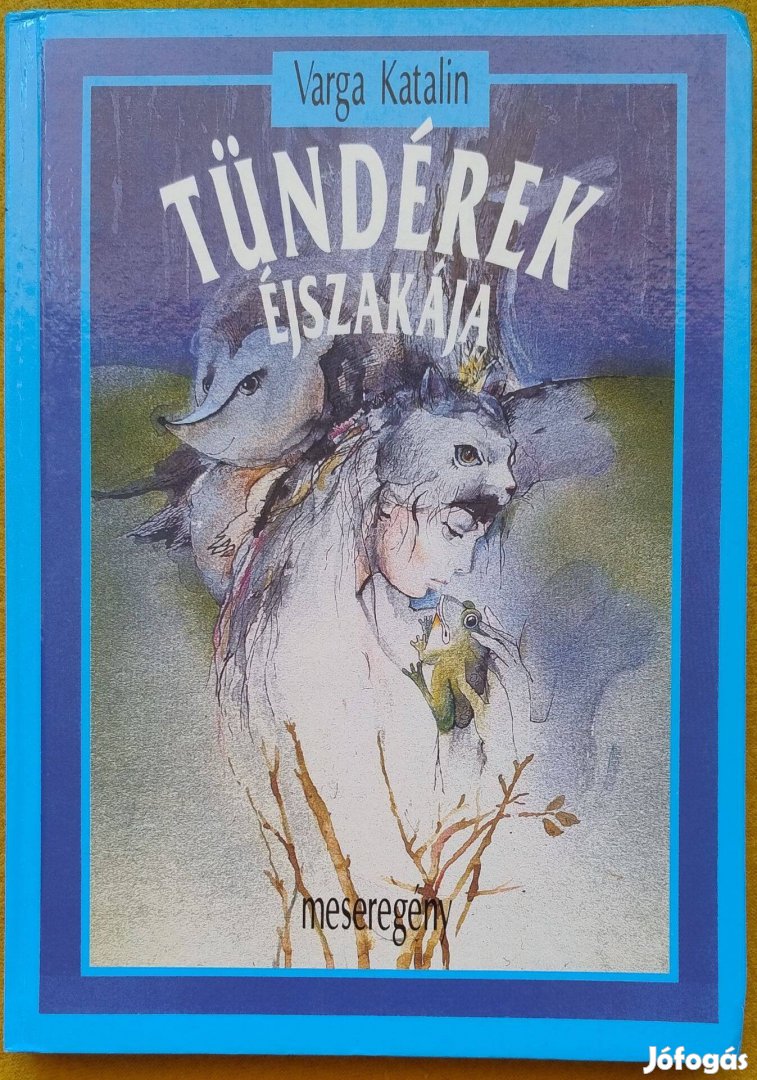 Varga Katalin
TÜNDÉREK
ÉJSZAKÁJA
meseregény
Jófogás